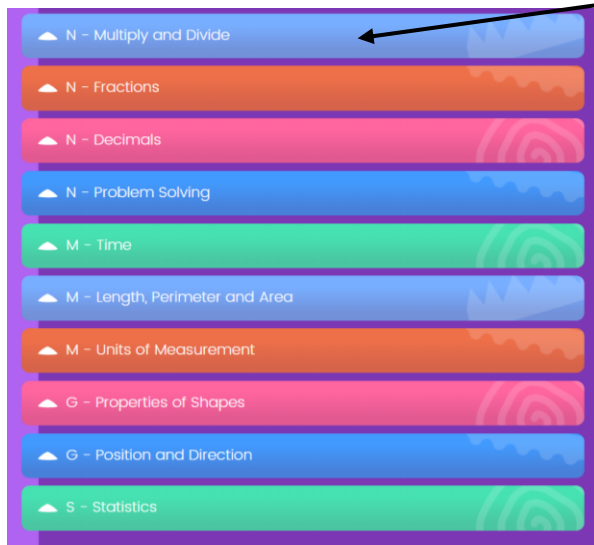 N - Multiply and Divide
N - Fractions
N - Decimals
N - Problem Solving
M - Time
M - Length, Perimeter and Area
M - Units of Measurement
G - Properties of Shapes
G - Position and Direction
S - Statistics